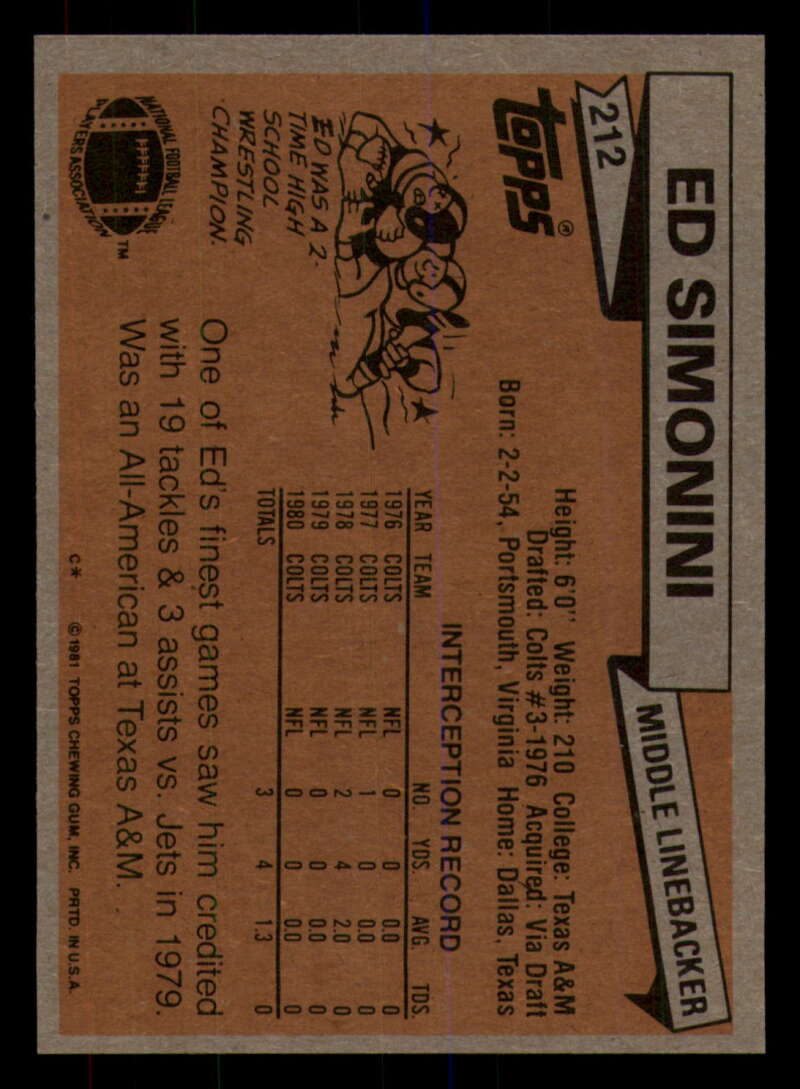 212
ED SIMONINI
MIDDLE LINEBACKER
TOPPS®
Height: 6'0" Weight: 210 College: Texas A&M
Drafted: Colts #3-1976 Acquired: Via Draft
Born: 2-2-54, Portsmouth, Virginia Home: Dallas, Texas
ED WAS A 2-
TIME HIGH
SCHOOL
WRESTLING
CHAMPION.
INTERCEPTION RECORD
YEAR TEAM NO. YDS. AVG. TDS.
1976 COLTS NFL 0 0 0.0 0
1977 COLTS NFL 1 0 0.0 0
1978 COLTS NFL 2 4 2.0 0
1979 COLTS NFL 0 0 0.0 0
1980 COLTS NFL 0 0 0.0 0
TOTALS 3 4 1.3 0
NATIONAL FOOTBALL LEAGUE
PLAYERS ASSOCIATION
TM
One of Ed's finest games saw him credited
with 19 tackles & 3 assists vs. Jets in 1979.
Was an All-American at Texas A&M.
C* ©1981 TOPPS CHEWING GUM, INC. PRTD. IN U.S.A.